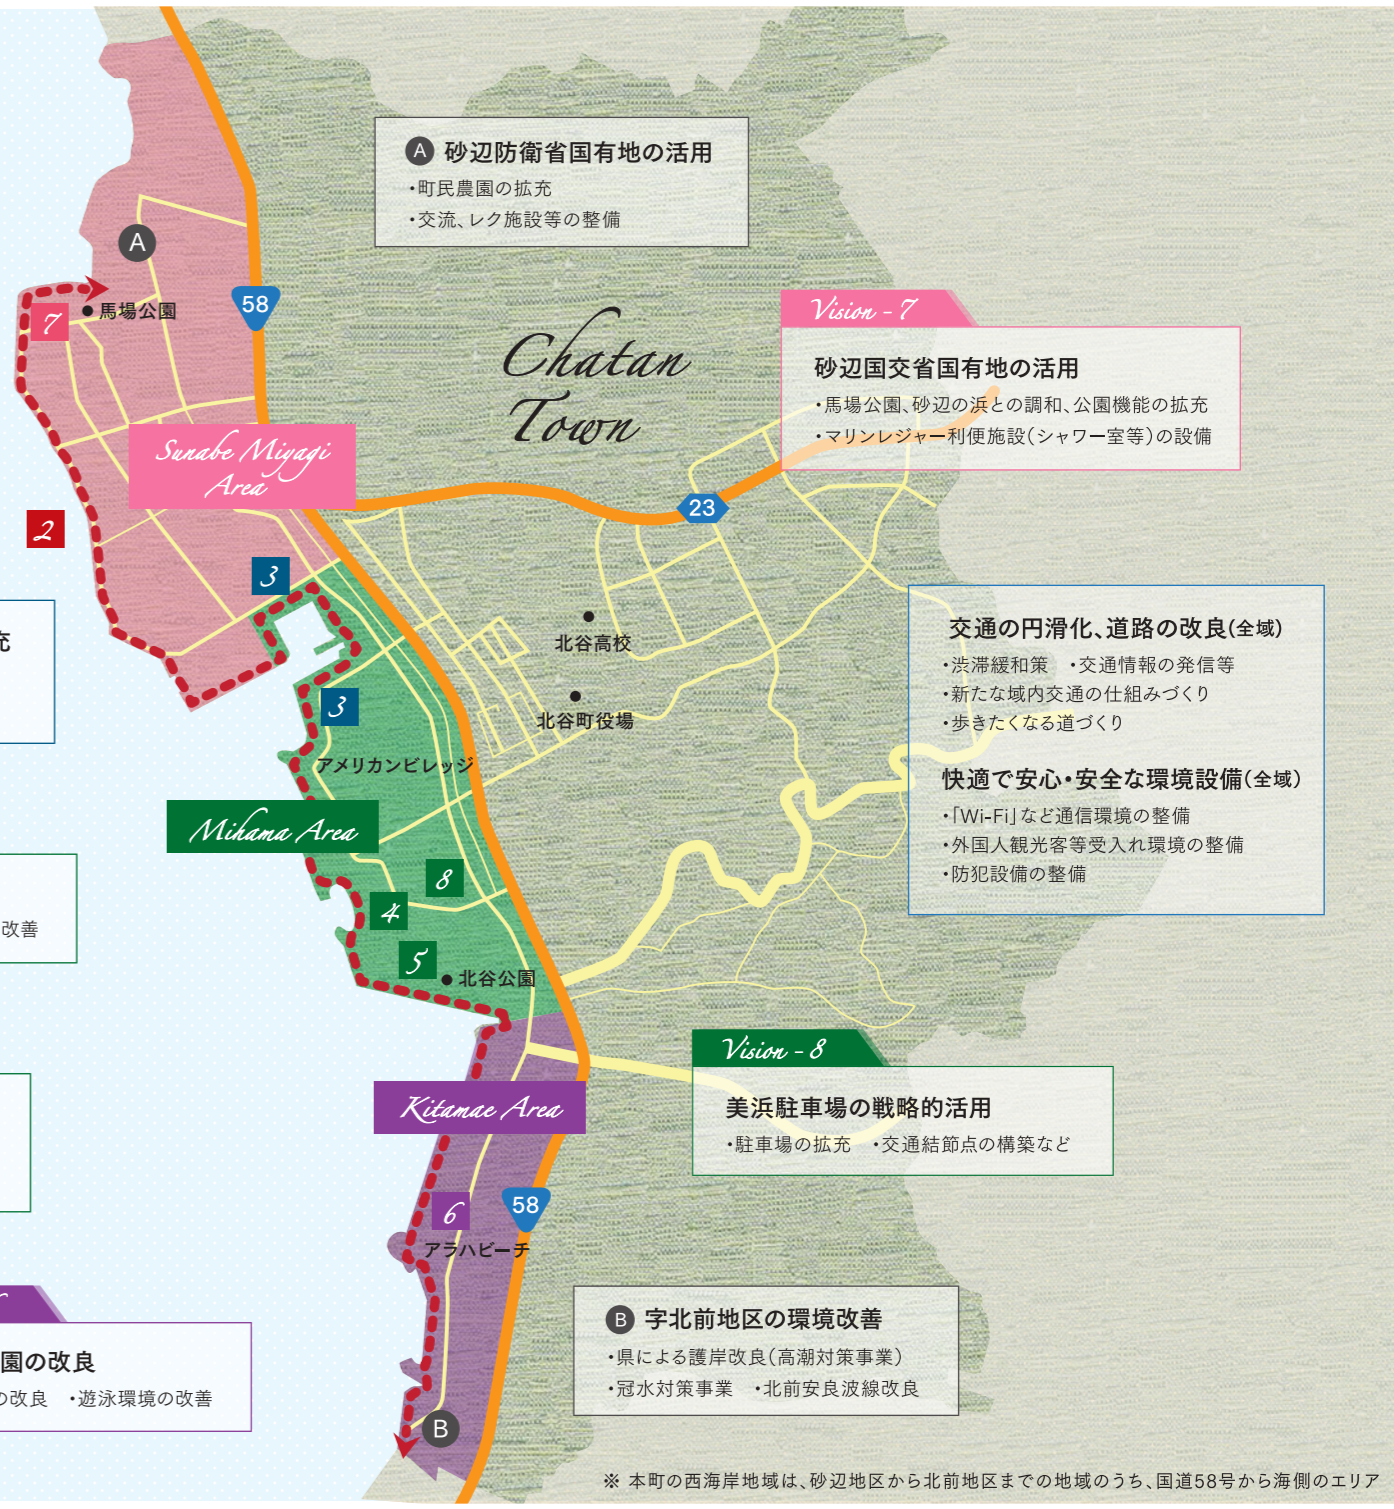 A 砂辺防衛省国有地の活用
・町民農園の拡充
・交流、レク施設等の整備
A
馬場公園
7
58
Chatan
Town
Vision - 7
砂辺国交省国有地の活用
・馬場公園、砂辺の浜との調和、公園機能の拡充
・マリンレジャー利便施設(シャワー室等)の設備
Sunabe Miyagi
Area
23
2
3
充
北谷高校
北谷町役場
3
アメリカンビレッジ
交通の円滑化、道路の改良(全域)
・渋滞緩和策 ・交通情報の発信等
・新たな域内交通の仕組みづくり
・歩きたくなる道づくり
快適で安心・安全な環境設備(全域)
・「Wi-Fi」など通信環境の整備
・外国人観光客等受入れ環境の整備
・防犯設備の整備
Mihama Area
8
4
改善
5
北谷公園
Vision - 8
美浜駐車場の戦略的活用
・駐車場の拡充 ・交通結節点の構築など
Kitamae Area
6
58
アラハビーチ
園の改良
の改良 ・遊泳環境の改善
B 字北前地区の環境改善
・県による護岸改良(高潮対策事業)
・冠水対策事業 ・北前安良波線改良
B
※ 本町の西海岸地域は、砂辺地区から北前地区までの地域のうち、国道58号から海側のエリア